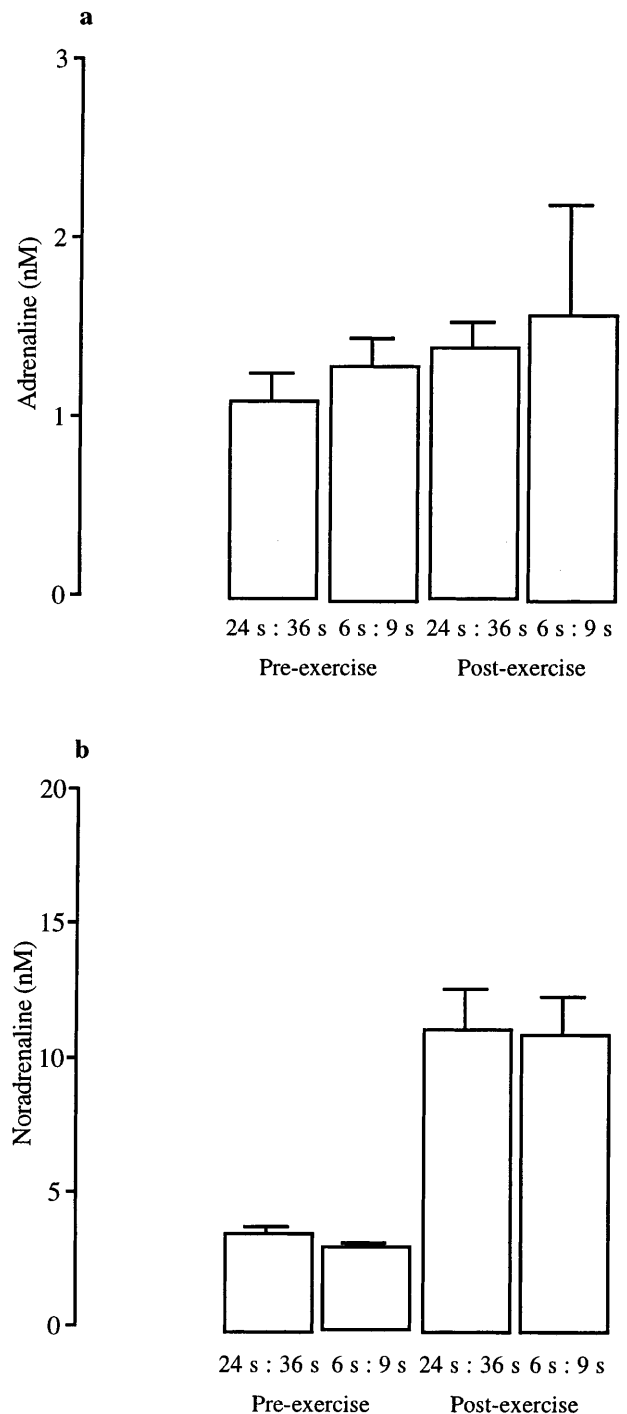 a
3
2
1
0
Adrenaline (nM)
24 s : 36 s 6 s : 9 s 24 s : 36 s 6 s : 9 s
Pre-exercise Post-exercise
b
20
15
10
5
0
Noradrenaline (nM)
24 s : 36 s 6 s : 9 s 24 s : 36 s 6 s : 9 s
Pre-exercise Post-exercise